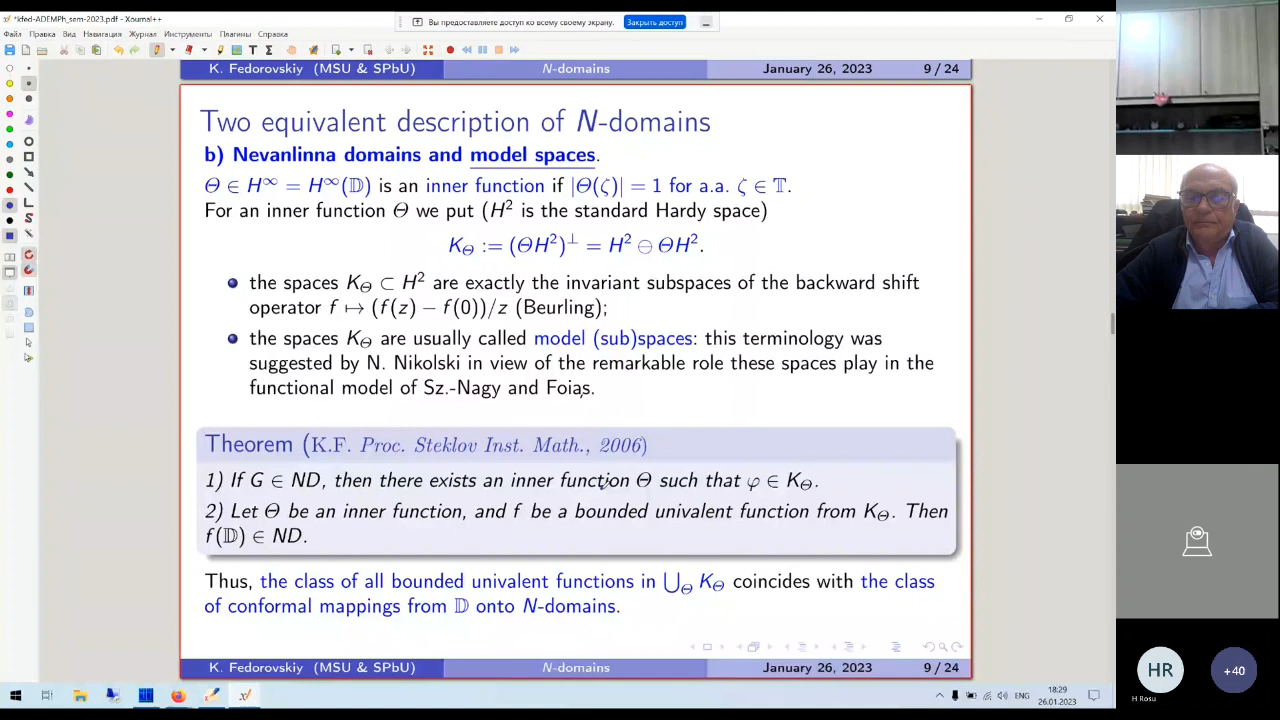 *kfed-ADEMPh_sem-2023.pdf - Xournal++
Вы предоставляете доступ ко всему своему экрану.
Закрыть доступ
Файл Правка Вид Навигация Журнал Инструменты Плагины Справка
K. Fedorovskiy (MSU & SPbU) N-domains January 26, 2023 9 / 24
Two equivalent description of N-domains
b) Nevanlinna domains and model spaces.
Θ ∈ H∞ = H∞(𝔻) is an inner function if |Θ(ζ)| = 1 for a.a. ζ ∈ 𝕋.
For an inner function Θ we put (H² is the standard Hardy space)
K_Θ := (ΘH²)⊥ = H² ⊖ ΘH².
the spaces K_Θ ⊂ H² are exactly the invariant subspaces of the backward shift
operator f ↦ (f(z) − f(0))/z (Beurling);
the spaces K_Θ are usually called model (sub)spaces: this terminology was
suggested by N. Nikolski in view of the remarkable role these spaces play in the
functional model of Sz.-Nagy and Foiaş.
Theorem (K.F. Proc. Steklov Inst. Math., 2006)
1) If G ∈ ND, then there exists an inner function Θ such that φ ∈ K_Θ.
2) Let Θ be an inner function, and f be a bounded univalent function from K_Θ. Then
f(𝔻) ∈ ND.
Thus, the class of all bounded univalent functions in ⋃_Θ K_Θ coincides with the class
of conformal mappings from 𝔻 onto N-domains.
K. Fedorovskiy (MSU & SPbU) N-domains January 26, 2023 9 / 24
HR
H Rosu
+40
ENG
18:29
26.01.2023